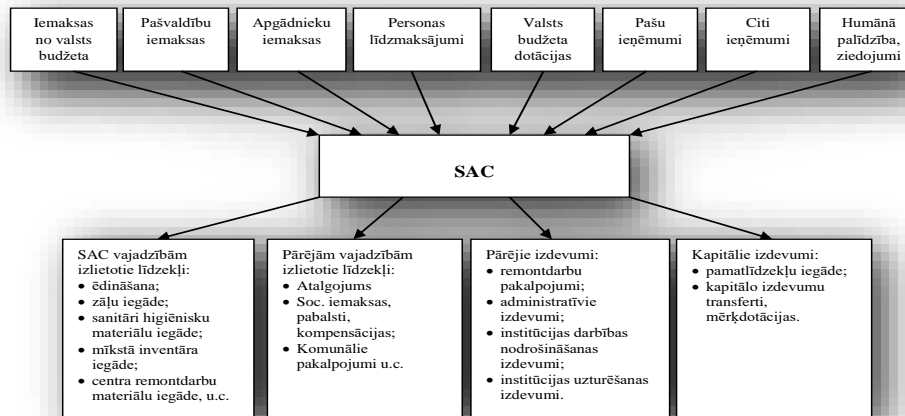 Iemaksas
no valsts
budžeta
Pašvaldību
iemaksas
Apgādnieku
iemaksas
Personas
līdzmaksājumi
Valsts
budžeta
dotācijas
Pašu
ieņēmumi
Citi
ieņēmumi
Humānā
palīdzība,
ziedojumi
SAC
SAC vajadzībām
izlietotie līdzekļi:
• ēdināšana;
• zāļu iegāde;
• sanitāri higiēnisku
materiālu iegāde;
• mīkstā inventāra
iegāde;
• centra remontdarbu
materiālu iegāde, u.c.
Pārējām vajadzībām
izlietotie līdzekļi:
• Atalgojums
• Soc. iemaksas,
pabalsti,
kompensācijas;
• Komunālie
pakalpojumi u.c.
Pārējie izdevumi:
• remontdarbu
pakalpojumi;
• administratīvie
izdevumi;
• institūcijas darbības
nodrošināšanas
izdevumi;
• institūcijas uzturēšanas
izdevumi.
Kapitālie izdevumi:
• pamatlīdzekļu iegāde;
• kapitālo izdevumu
transferti,
mērķdotācijas.